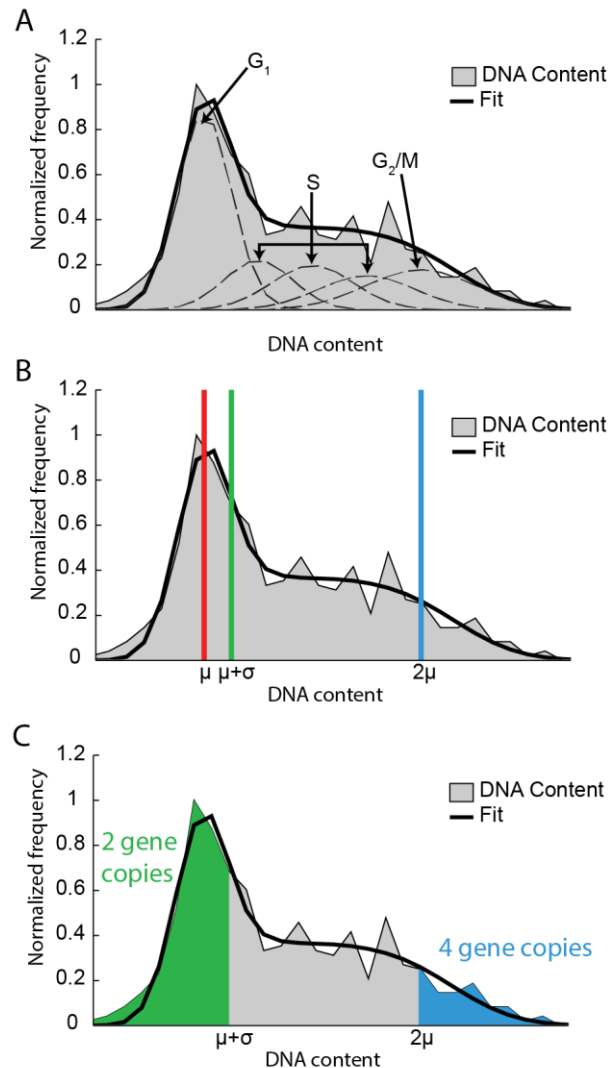 A
1.2
1
0.8
0.6
0.4
0.2
0
Normalized frequency
G₁
S
G₂/M
DNA Content
Fit
DNA content
B
1.2
1
0.8
0.6
0.4
0.2
0
Normalized frequency
DNA Content
Fit
μ μ+σ 2μ
DNA content
C
1.2
1
0.8
0.6
0.4
0.2
0
Normalized frequency
DNA Content
Fit
2 gene
copies
4 gene copies
μ+σ 2μ
DNA content